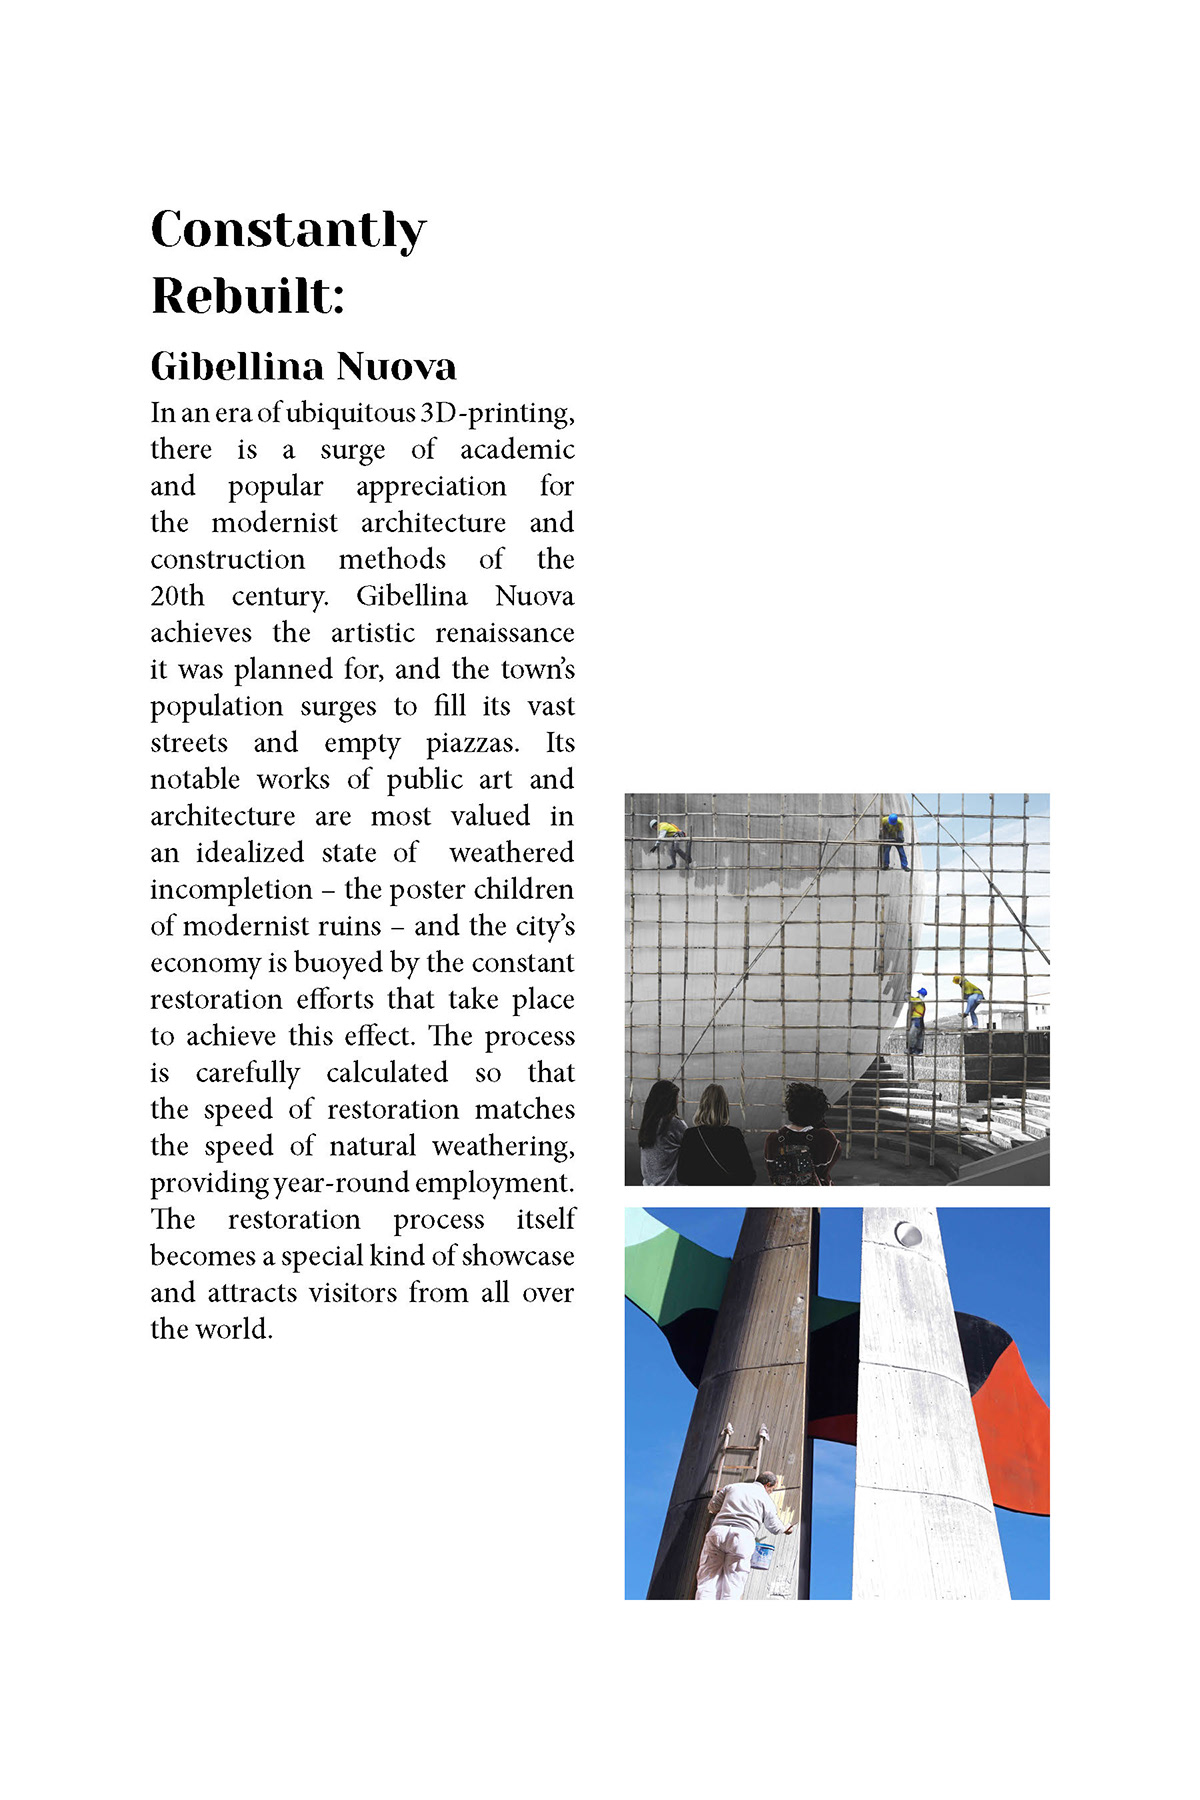 Constantly
Rebuilt:
Gibellina Nuova
In an era of ubiquitous 3D-printing,
there is a surge of academic
and popular appreciation for
the modernist architecture and
construction methods of the
20th century. Gibellina Nuova
achieves the artistic renaissance
it was planned for, and the town’s
population surges to fill its vast
streets and empty piazzas. Its
notable works of public art and
architecture are most valued in
an idealized state of weathered
incompletion – the poster children
of modernist ruins – and the city’s
economy is buoyed by the constant
restoration efforts that take place
to achieve this effect. The process
is carefully calculated so that
the speed of restoration matches
the speed of natural weathering,
providing year-round employment.
The restoration process itself
becomes a special kind of showcase
and attracts visitors from all over
the world.